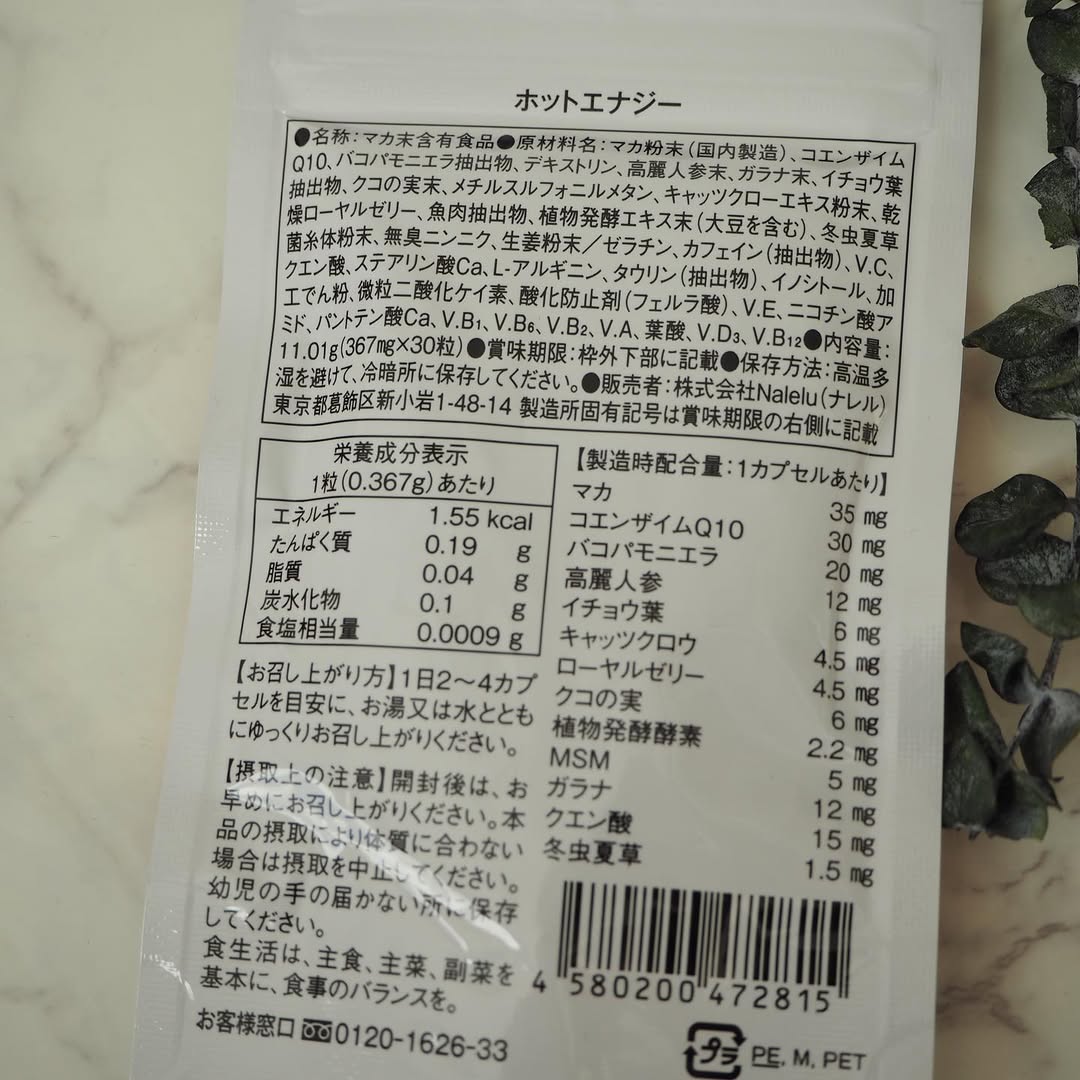 ホットエナジー
●名称:マカ末含有食品●原材料名:マカ粉末(国内製造)、コエンザイム
Q10、バコパモニエラ抽出物、デキストリン、高麗人参末、ガラナ末、イチョウ葉
抽出物、クコの実末、メチルスルフォニルメタン、キャッツクローエキス粉末、乾
燥ローヤルゼリー、魚肉抽出物、植物発酵エキス末(大豆を含む)、冬虫夏草
菌糸体粉末、無臭ニンニク、生姜粉末/ゼラチン、カフェイン(抽出物)、V.C、
クエン酸、ステアリン酸Ca、L-アルギニン、タウリン(抽出物)、イノシトール、加
工でん粉、微粒二酸化ケイ素、酸化防止剤(フェルラ酸)、V.E、ニコチン酸ア
ミド、パントテン酸Ca、V.B₁、V.B₆、V.B₂、V.A、葉酸、V.D₃、V.B₁₂●内容量:
11.01g(367mg×30粒)●賞味期限:枠外下部に記載●保存方法:高温多
湿を避けて、冷暗所に保存してください。●販売者:株式会社Nalelu(ナレル)
東京都葛飾区新小岩1-48-14 製造所固有記号は賞味期限の右側に記載
栄養成分表示
1粒(0.367g)あたり
エネルギー 1.55 kcal
たんぱく質 0.19 g
脂質 0.04 g
炭水化物 0.1 g
食塩相当量 0.0009 g
【お召し上がり方】1日2〜4カプ
セルを目安に、お湯又は水ととも
にゆっくりお召し上がりください。
【摂取上の注意】開封後は、お
早めにお召し上がりください。本
品の摂取により体質に合わない
場合は摂取を中止してください。
幼児の手の届かない所に保存
してください。
食生活は、主食、主菜、副菜を
基本に、食事のバランスを。
お客様窓口 0120-1626-33
【製造時配合量:1カプセルあたり】
マカ 35 mg
コエンザイムQ10 30 mg
バコパモニエラ 20 mg
高麗人参 12 mg
イチョウ葉 6 mg
キャッツクロウ 4.5 mg
ローヤルゼリー 4.5 mg
クコの実 6 mg
植物発酵酵素 2.2 mg
MSM 5 mg
ガラナ 12 mg
クエン酸 15 mg
冬虫夏草 1.5 mg
4 580200 472815
プラ PE, M, PET